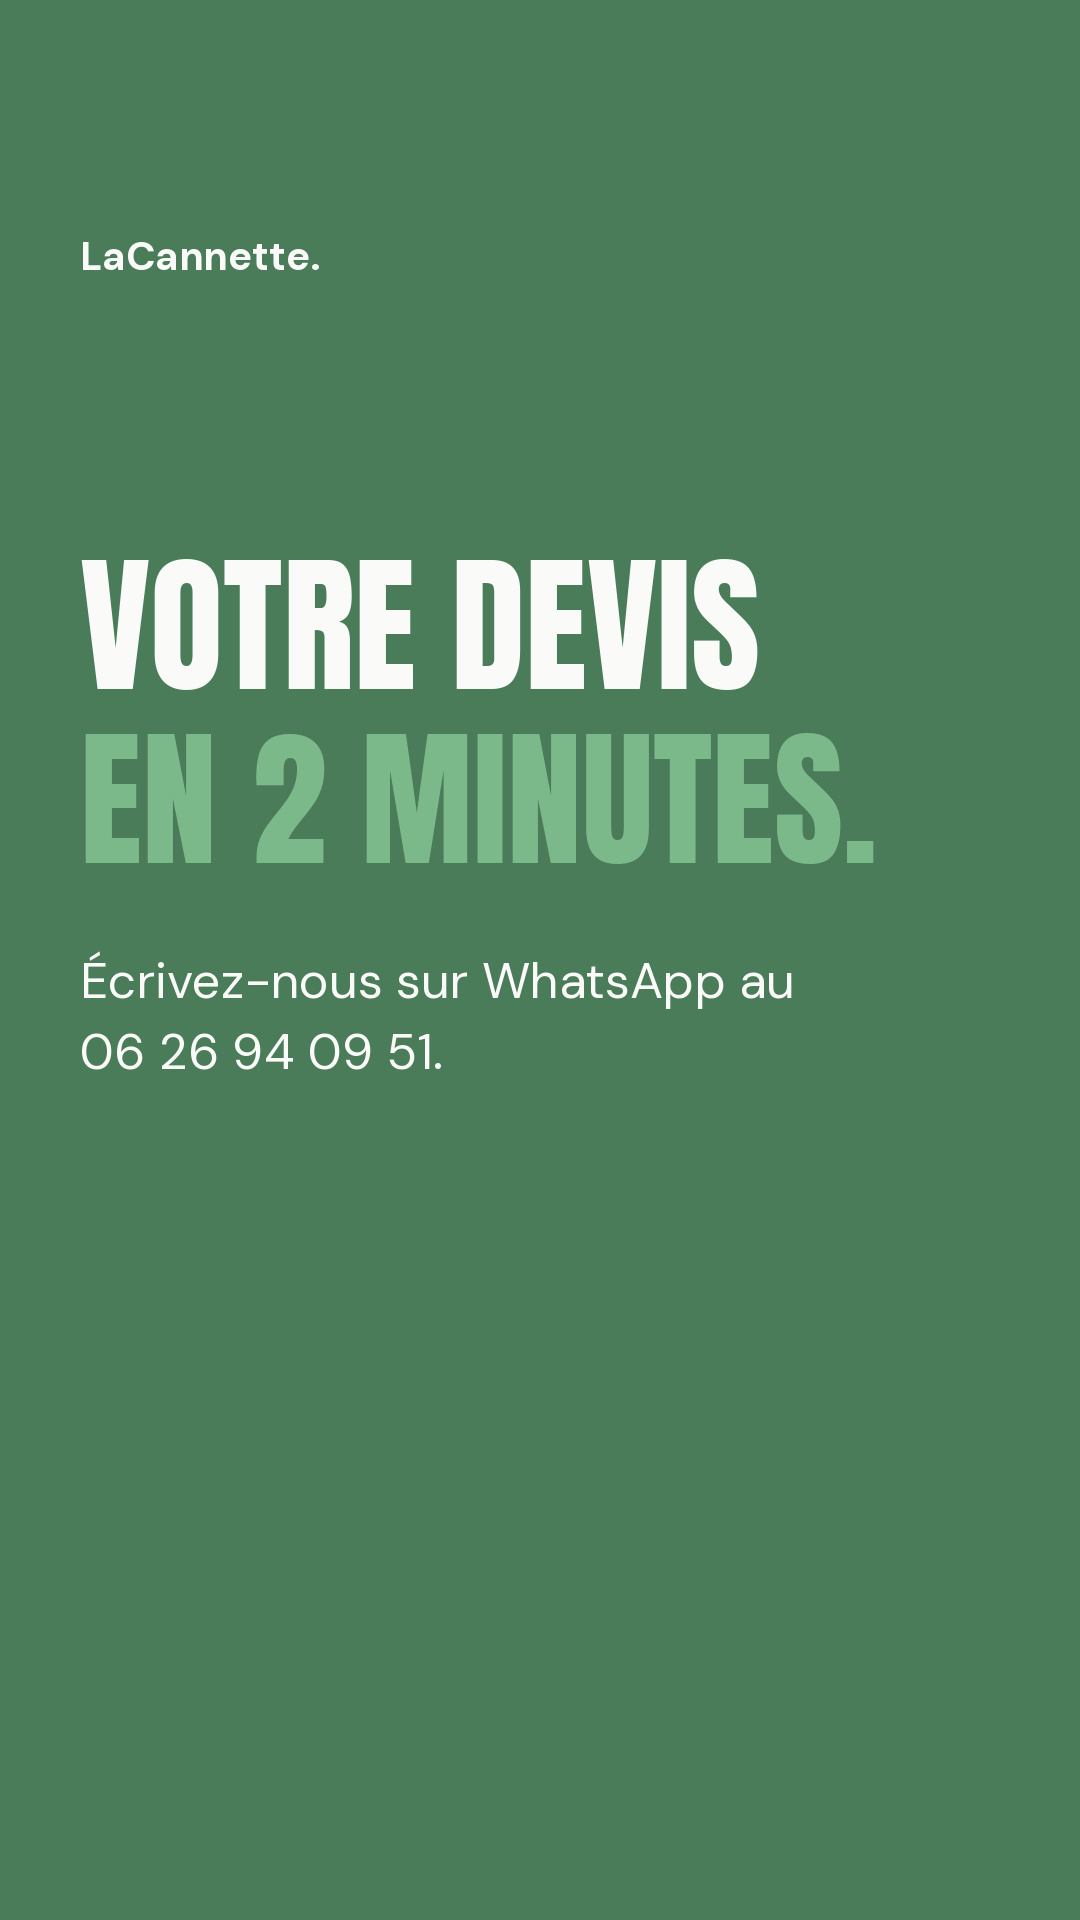 LaCannette.
VOTRE DEVIS
EN 2 MINUTES.
Écrivez-nous sur WhatsApp au
06 26 94 09 51.